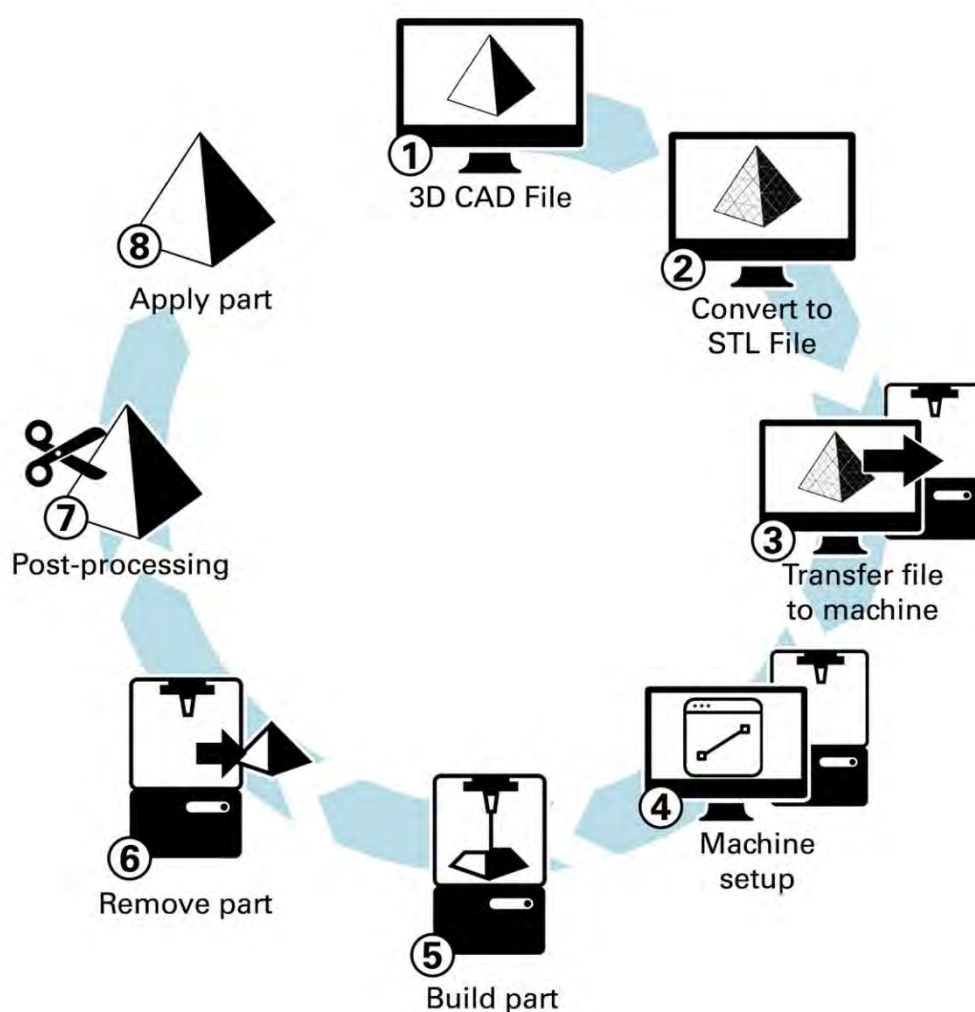 1
3D CAD File
2
Convert to
STL File
3
Transfer file
to machine
4
Machine
setup
5
Build part
6
Remove part
7
Post-processing
8
Apply part